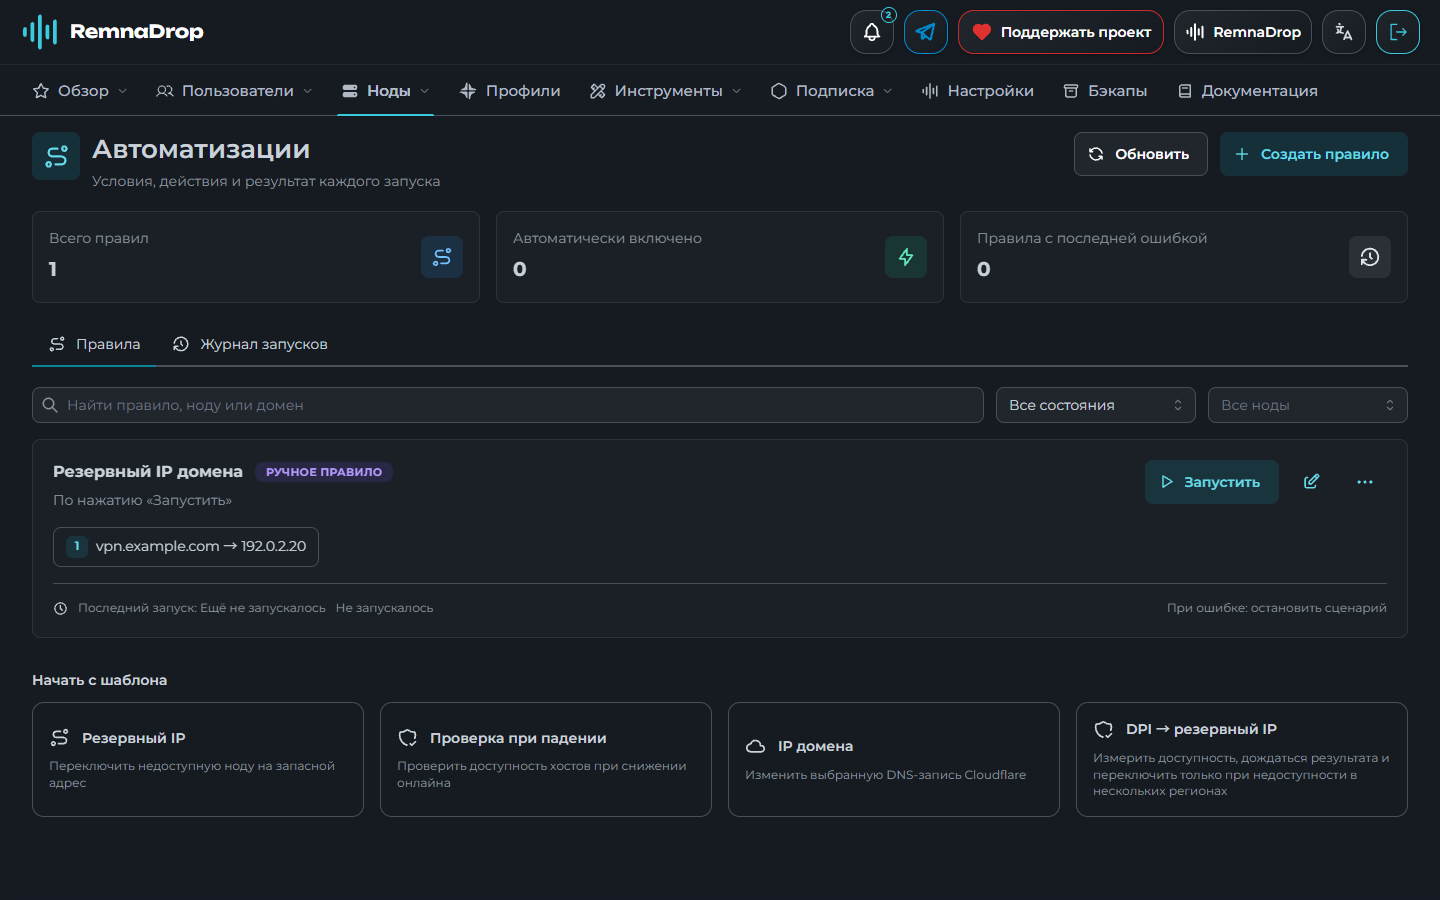 RemnaDrop
2
Поддержать проект
RemnaDrop
Обзор
Пользователи
Ноды
Профили
Инструменты
Подписка
Настройки
Бэкапы
Документация
Автоматизации
Условия, действия и результат каждого запуска
Обновить
Создать правило
Всего правил
1
Автоматически включено
0
Правила с последней ошибкой
0
Правила
Журнал запусков
Найти правило, ноду или домен
Все состояния
Все ноды
Резервный IP домена
РУЧНОЕ ПРАВИЛО
По нажатию «Запустить»
Запустить
1 vpn.example.com → 192.0.2.20
Последний запуск: Ещё не запускалось Не запускалось
При ошибке: остановить сценарий
Начать с шаблона
Резервный IP
Переключить недоступную ноду на запасной
адрес
Проверка при падении
Проверить доступность хостов при снижении
онлайна
IP домена
Изменить выбранную DNS-запись Cloudflare
DPI → резервный IP
Измерить доступность, дождаться результата и
переключить только при недоступности в
нескольких регионах